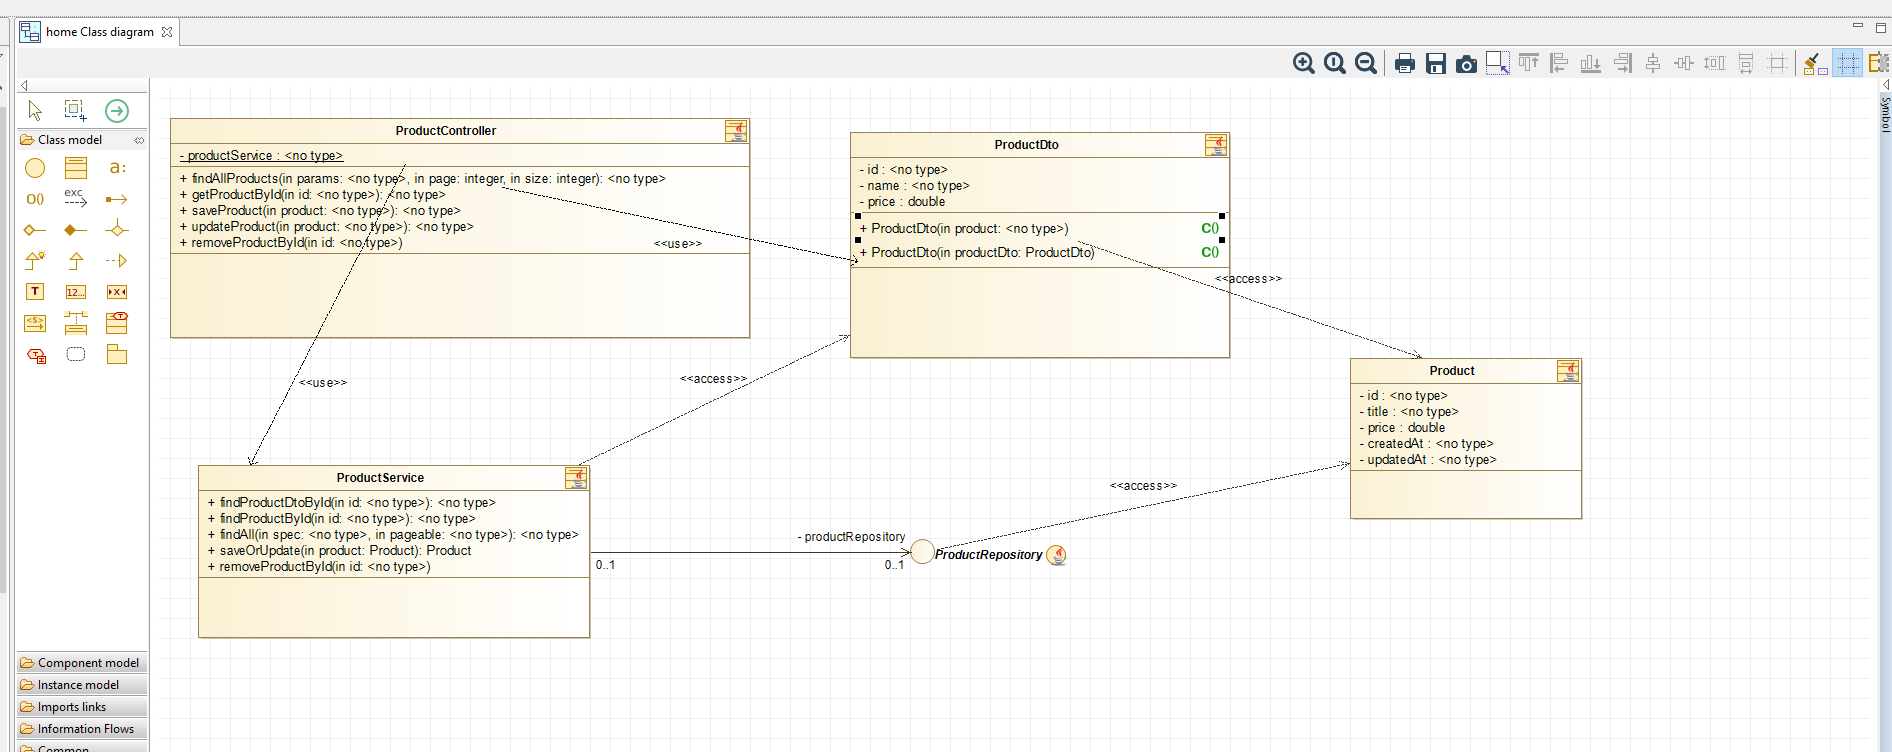 home Class diagram
Symbol
Class model
a:
O()
exc
T
12...
X
<S>
T
T
Component model
Instance model
Imports links
Information Flows
Common
ProductController
- productService : <no type>
+ findAllProducts(in params: <no type>, in page: integer, in size: integer): <no type>
+ getProductById(in id: <no type>): <no type>
+ saveProduct(in product: <no type>): <no type>
+ updateProduct(in product: <no type>): <no type>
+ removeProductById(in id: <no type>)
<<use>>
ProductDto
- id : <no type>
- name : <no type>
- price : double
+ ProductDto(in product: <no type>) C()
+ ProductDto(in productDto: ProductDto) C()
<<access>>
<<use>>
<<access>>
Product
- id : <no type>
- title : <no type>
- price : double
- createdAt : <no type>
- updatedAt : <no type>
ProductService
+ findProductDtoById(in id: <no type>): <no type>
+ findProductById(in id: <no type>): <no type>
+ findAll(in spec: <no type>, in pageable: <no type>): <no type>
+ saveOrUpdate(in product: Product): Product
+ removeProductById(in id: <no type>)
<<access>>
- productRepository
0..1
0..1
ProductRepository